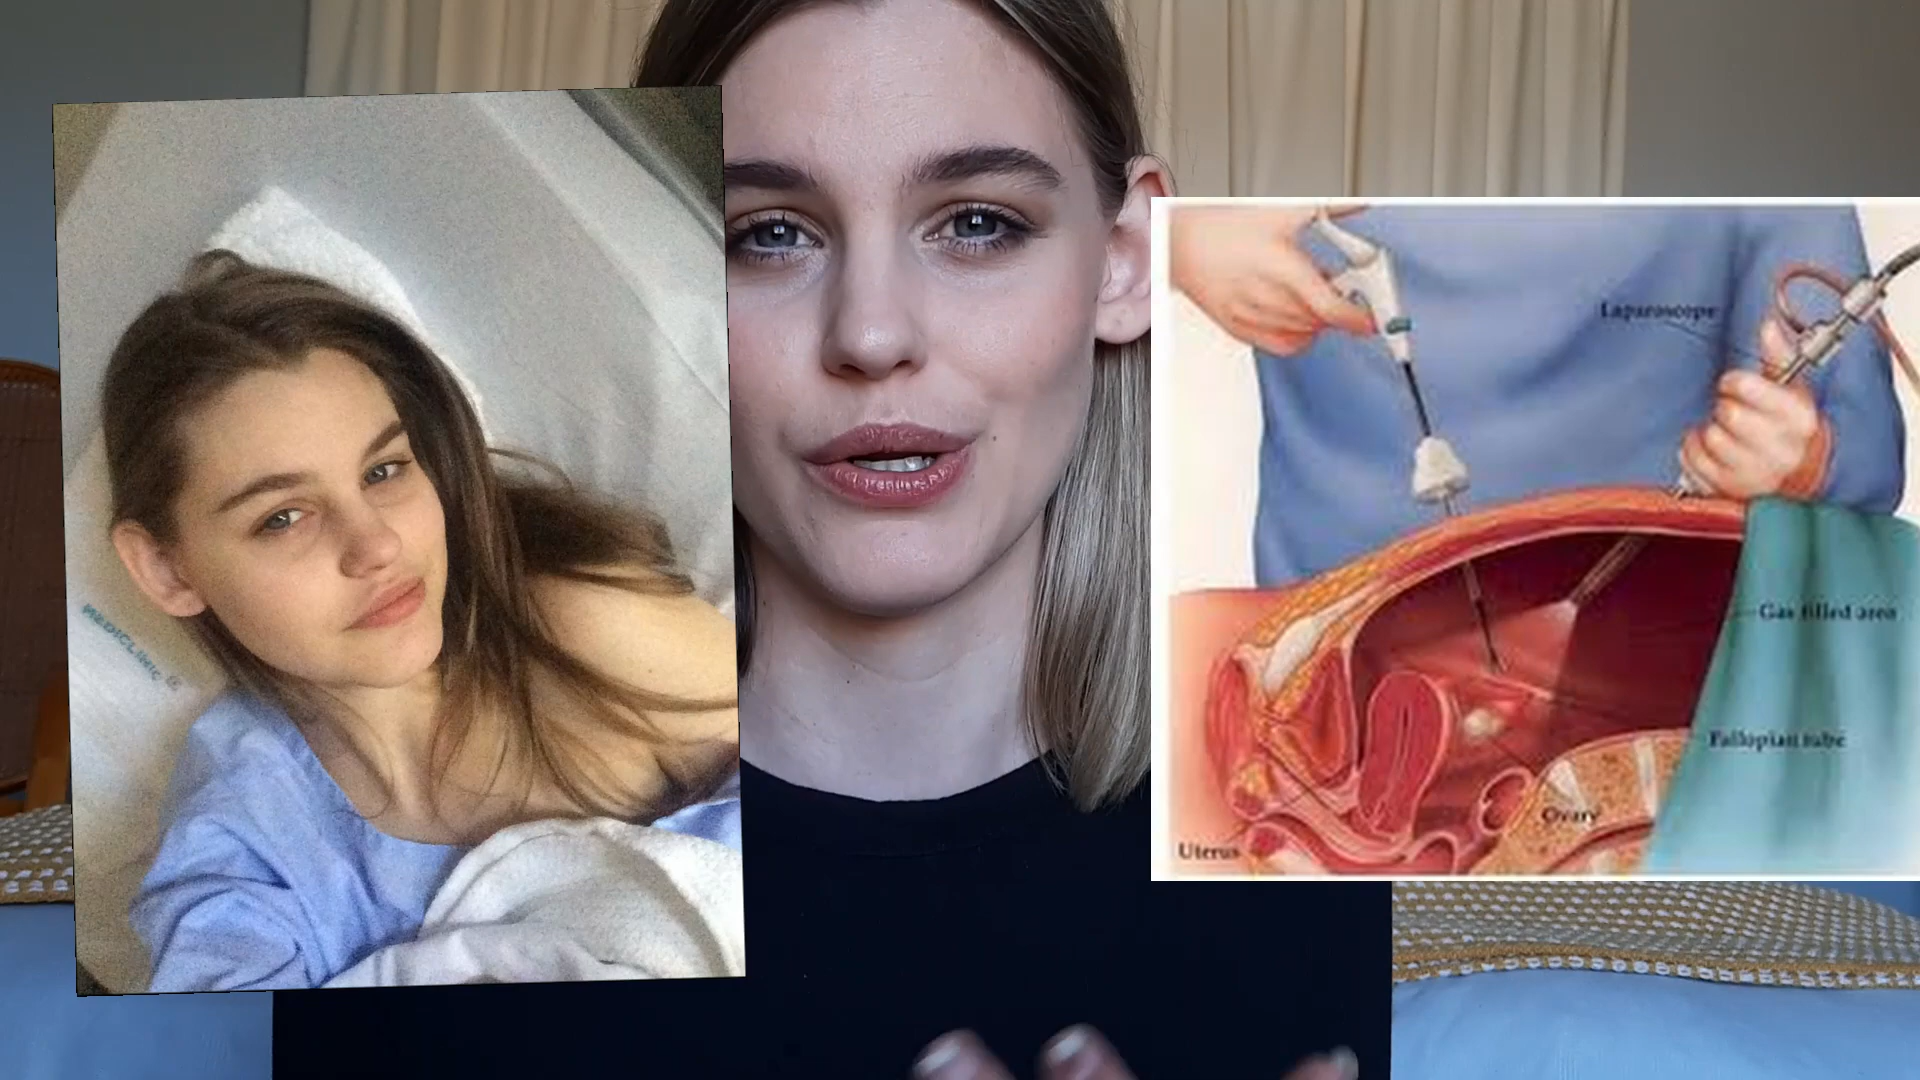 MEDICLINIC
Laparoscope
Gas filled area
Fallopian tube
Ovary
Uterus